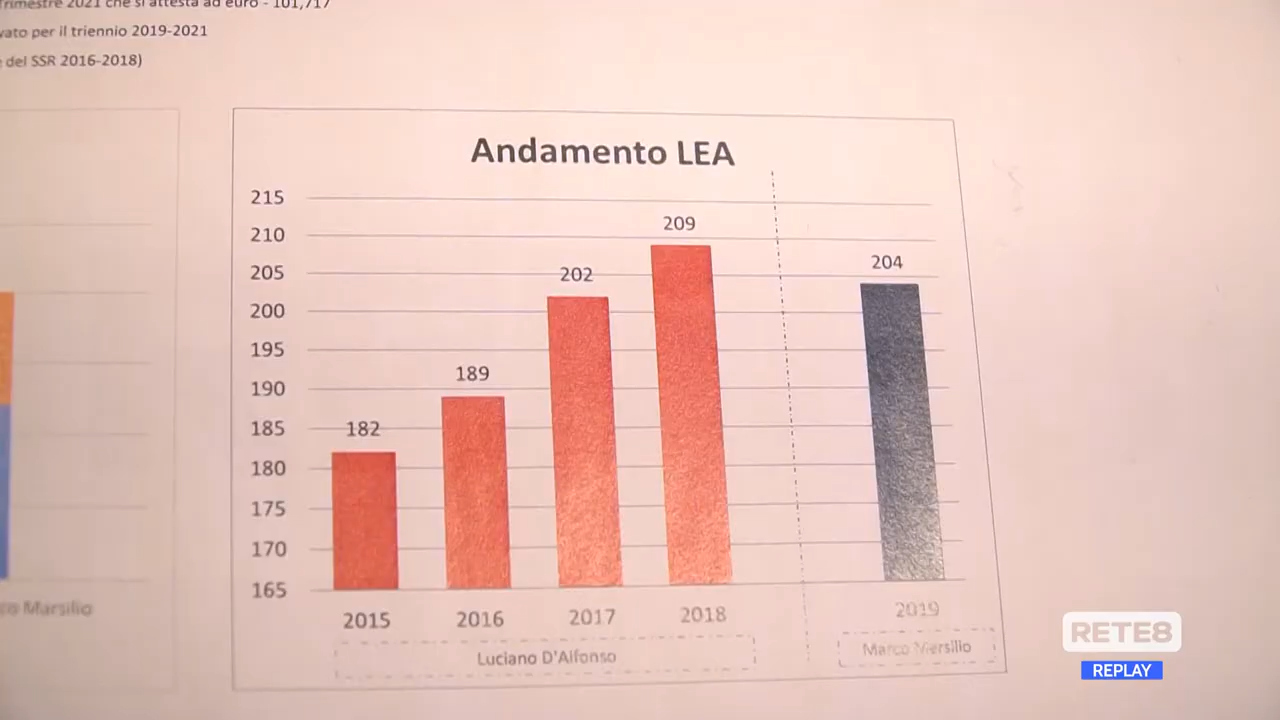 Trimestre 2021 che si attesta ad euro - 101,717
vato per il triennio 2019-2021
e del SSR 2016-2018)
Andamento LEA
215
210
205
200
195
190
185
180
175
170
165
182
189
202
209
204
2015
2016
2017
2018
2019
Luciano D'Alfonso
Marco Marsilio
co Marsilio
RETE8
REPLAY